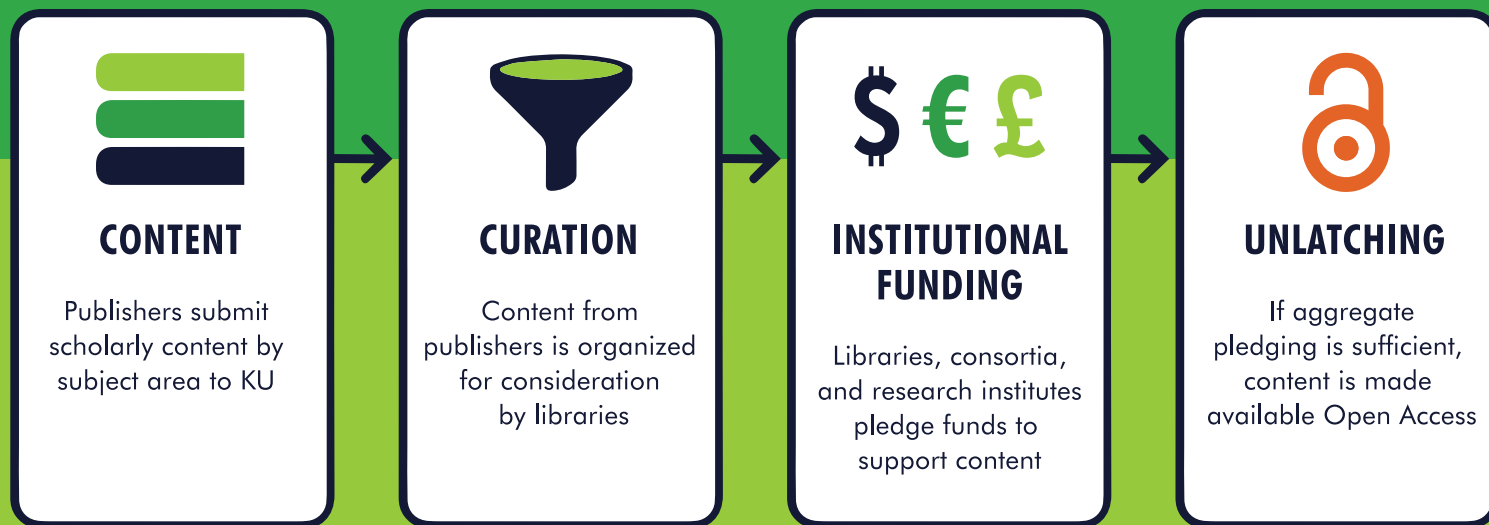 $ € £
CONTENT
Publishers submit
scholarly content by
subject area to KU
CURATION
Content from
publishers is organized
for consideration
by libraries
INSTITUTIONAL
FUNDING
Libraries, consortia,
and research institutes
pledge funds to
support content
UNLATCHING
If aggregate
pledging is sufficient,
content is made
available Open Access